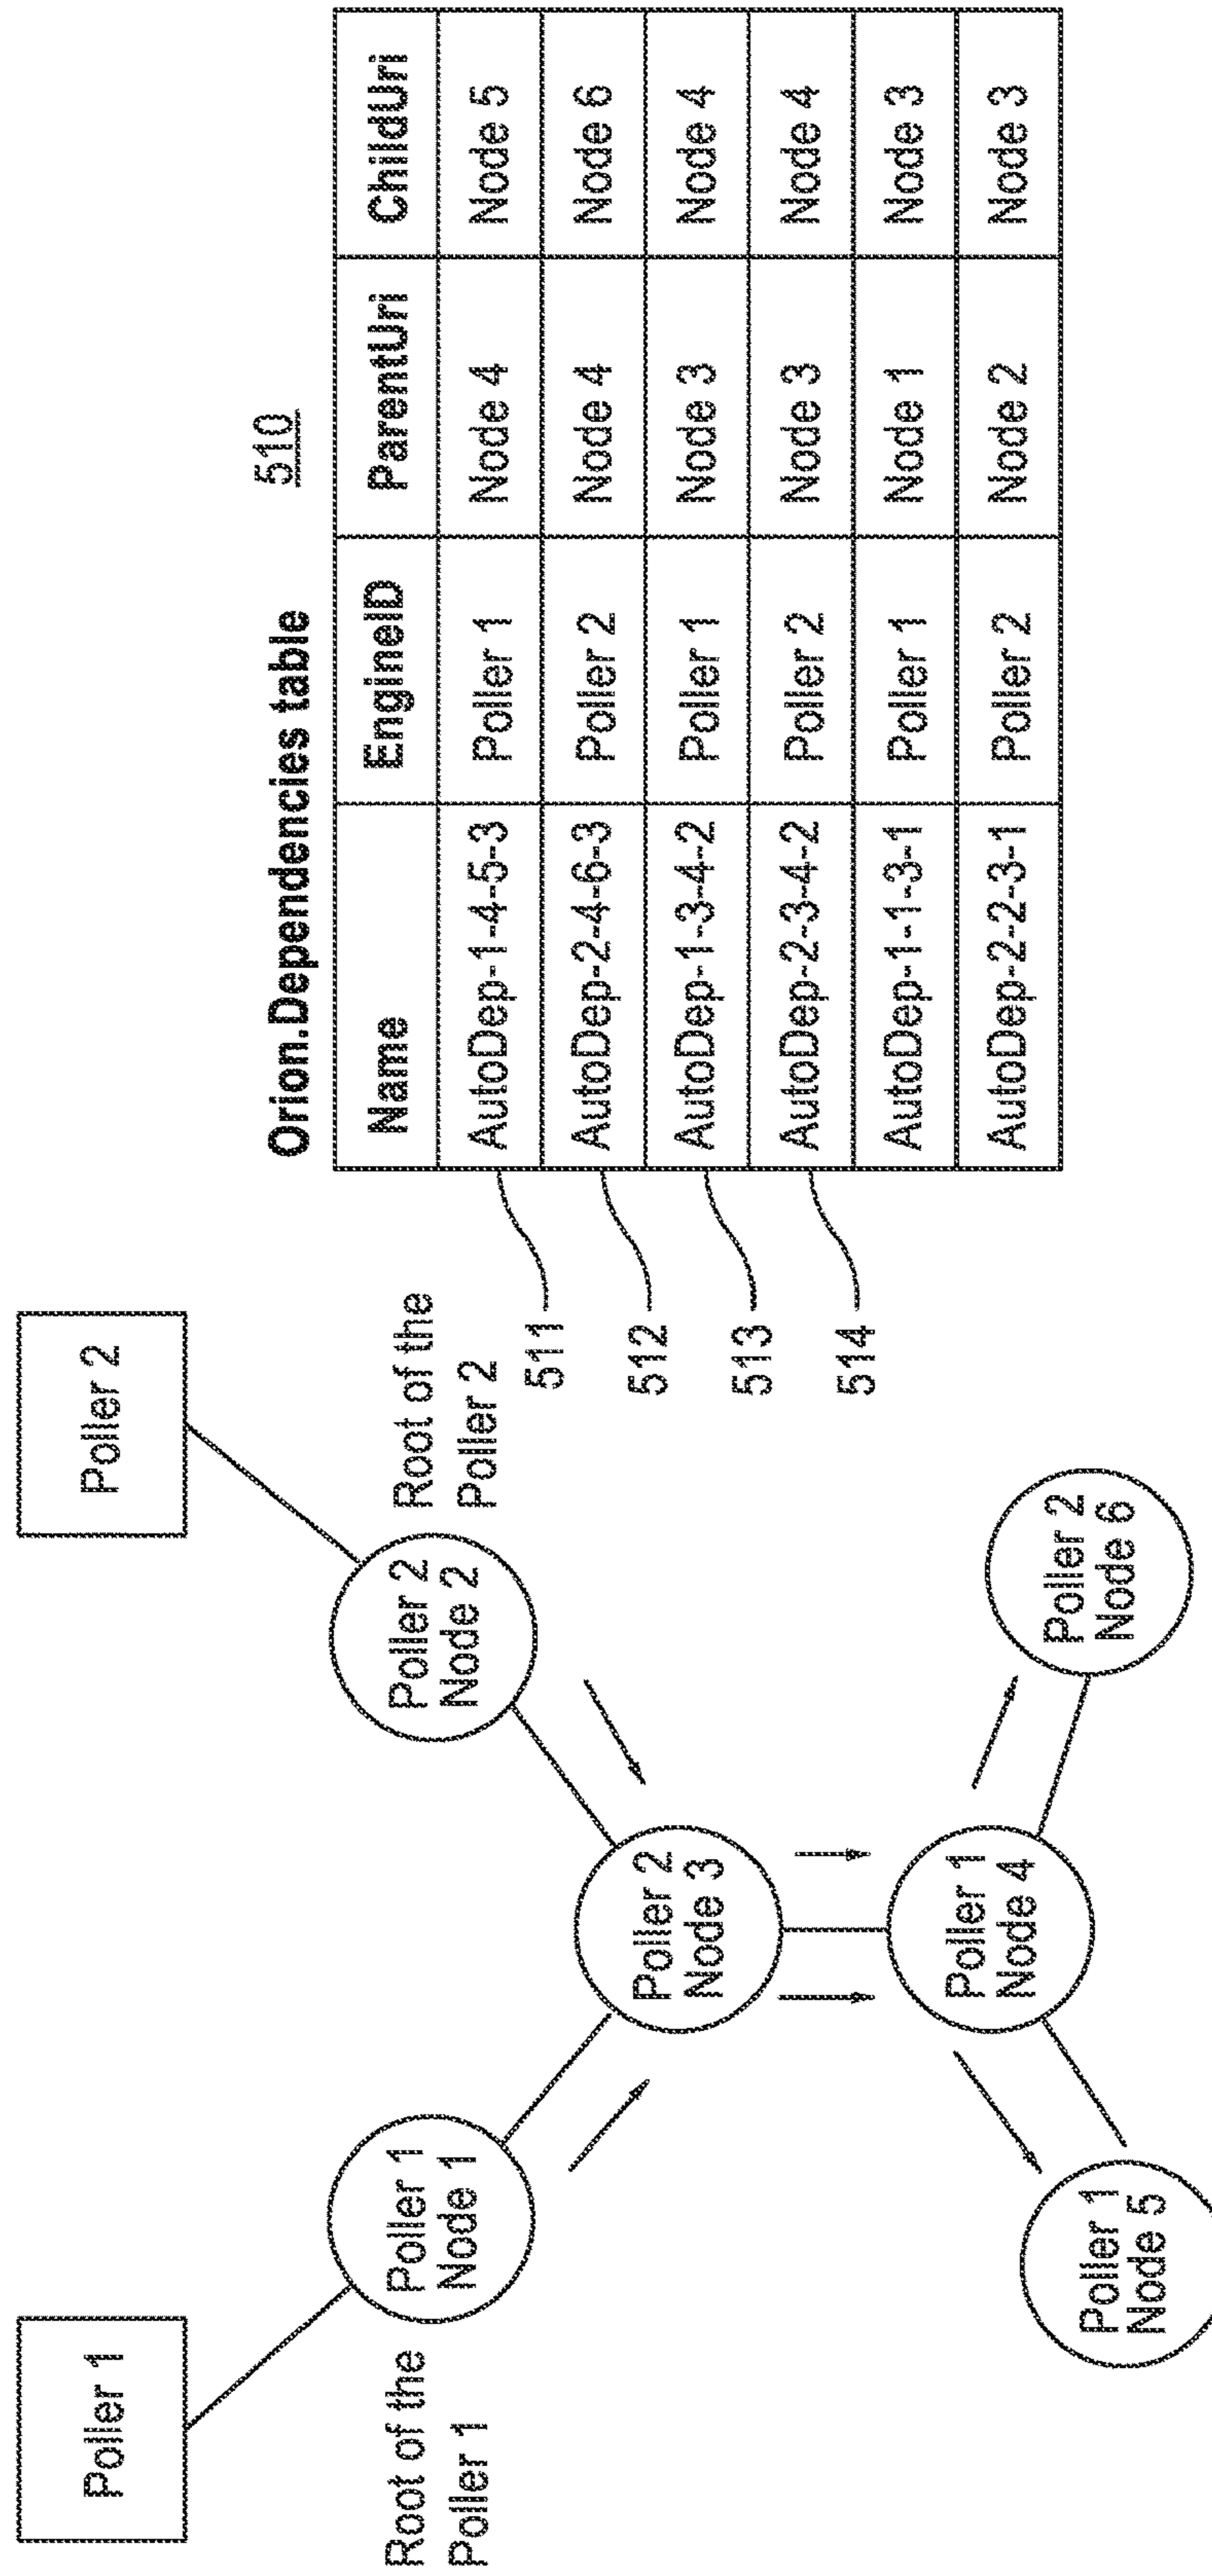 Poller 1
Poller 2
Root of the
Poller 1
Poller 1
Node 1
Poller 2
Node 2
Root of the
Poller 2
Poller 2
Node 3
Poller 1
Node 4
Poller 1
Node 5
Poller 2
Node 6
510
Orion.Dependencies table
Name EngineID ParentUri ChildUri
511 AutoDep-1-4-5-3 Poller 1 Node 4 Node 5
512 AutoDep-2-4-6-3 Poller 2 Node 4 Node 6
513 AutoDep-1-3-4-2 Poller 1 Node 3 Node 4
514 AutoDep-2-3-4-2 Poller 2 Node 3 Node 4
AutoDep-1-1-3-1 Poller 1 Node 1 Node 3
AutoDep-2-2-3-1 Poller 2 Node 2 Node 3